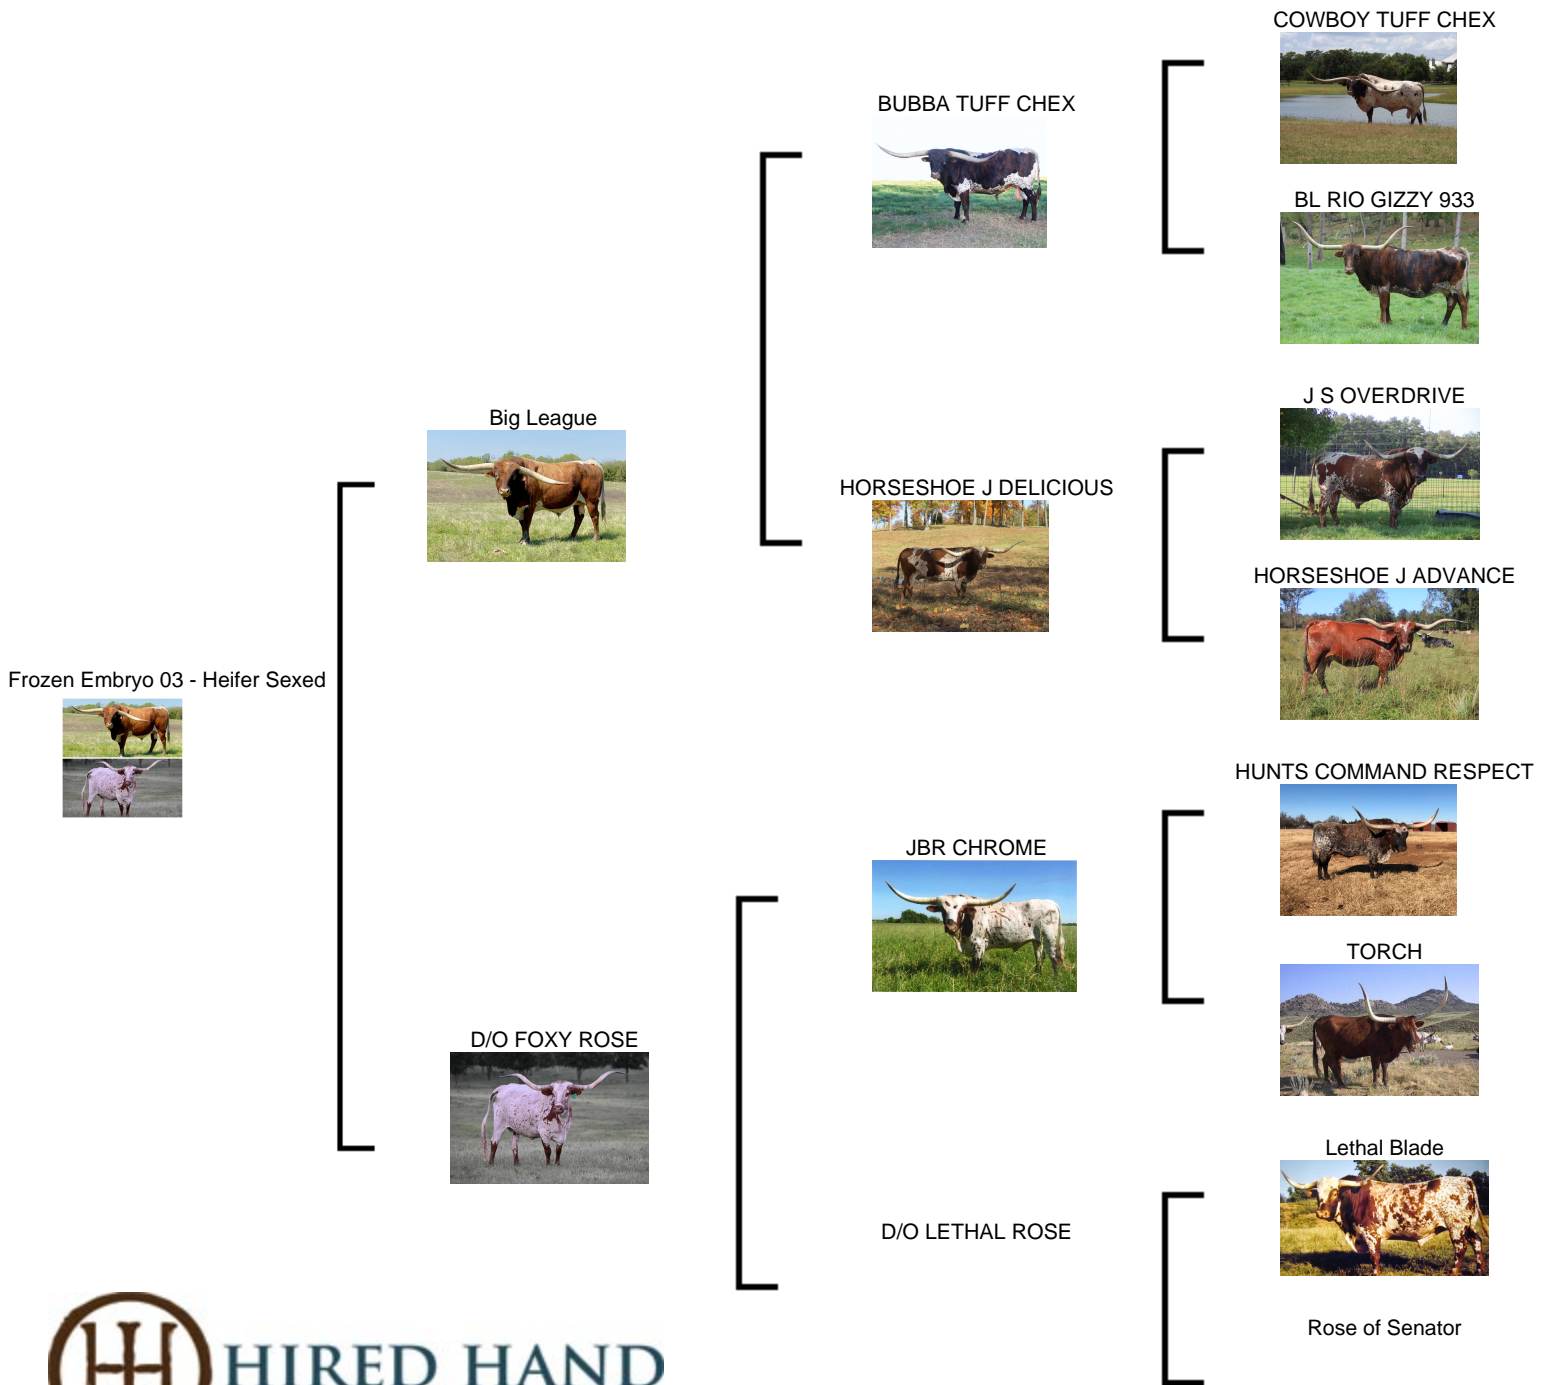 COWBOY TUFF CHEX
BUBBA TUFF CHEX
BL RIO GIZZY 933
J S OVERDRIVE
Big League
HORSESHOE J DELICIOUS
HORSESHOE J ADVANCE
Frozen Embryo 03 - Heifer Sexed
HUNTS COMMAND RESPECT
JBR CHROME
TORCH
D/O FOXY ROSE
Lethal Blade
D/O LETHAL ROSE
Rose of Senator
HIRED HAND